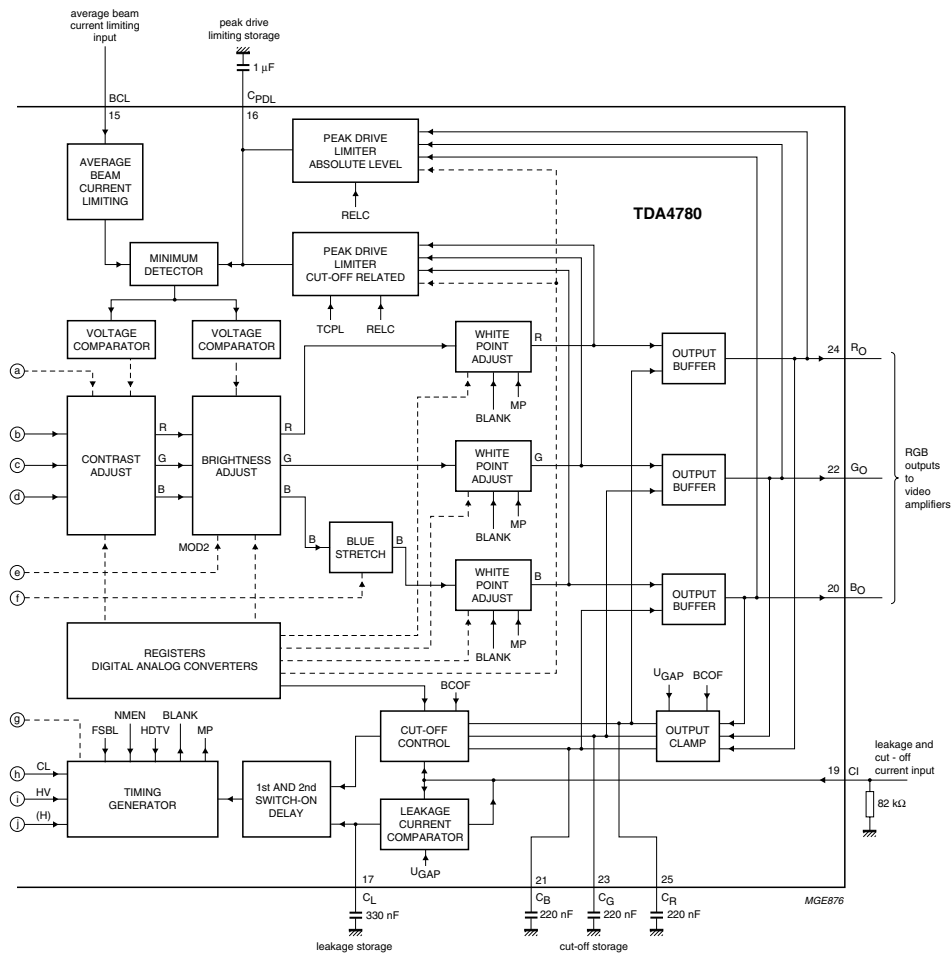 average beam
current limiting
input
peak drive
limiting storage
1 µF
BCL
CPDL
15
16
AVERAGE
BEAM
CURRENT
LIMITING
PEAK DRIVE
LIMITER
ABSOLUTE LEVEL
RELC
TDA4780
MINIMUM
DETECTOR
PEAK DRIVE
LIMITER
CUT-OFF RELATED
TCPL
RELC
VOLTAGE
COMPARATOR
VOLTAGE
COMPARATOR
WHITE
POINT
ADJUST
R
BLANK
MP
OUTPUT
BUFFER
24
RO
a
b
c
d
CONTRAST
ADJUST
R
G
B
BRIGHTNESS
ADJUST
R
G
B
WHITE
POINT
ADJUST
G
BLANK
MP
OUTPUT
BUFFER
22
GO
RGB
outputs
to
video
amplifiers
MOD2
e
f
B
BLUE
STRETCH
B
WHITE
POINT
ADJUST
B
BLANK
MP
OUTPUT
BUFFER
20
BO
REGISTERS
DIGITAL ANALOG CONVERTERS
UGAP
BCOF
BCOF
CUT-OFF
CONTROL
OUTPUT
CLAMP
g
FSBL
NMEN
HDTV
BLANK
MP
h
CL
i
HV
j
(H)
TIMING
GENERATOR
1st AND 2nd
SWITCH-ON
DELAY
LEAKAGE
CURRENT
COMPARATOR
UGAP
leakage and
cut - off
current input
19
CI
82 kΩ
17
CL
330 nF
leakage storage
21
CB
220 nF
23
CG
220 nF
25
CR
220 nF
cut-off storage
MGE876